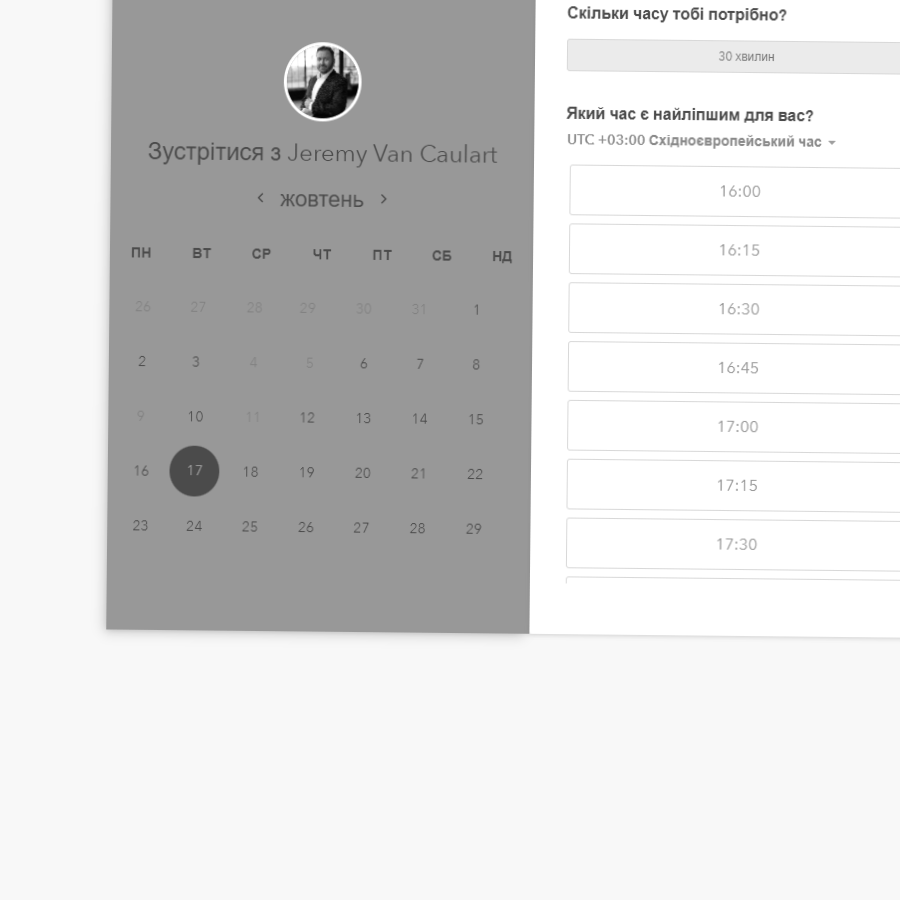 Зустрітися з Jeremy Van Caulart
жовтень
ПН ВТ СР ЧТ ПТ СБ НД
26 27 28 29 30 31 1
2 3 4 5 6 7 8
9 10 11 12 13 14 15
16 17 18 19 20 21 22
23 24 25 26 27 28 29
Скільки часу тобі потрібно?
30 хвилин
Який час є найліпшим для вас?
UTC +03:00 Східноєвропейський час
16:00
16:15
16:30
16:45
17:00
17:15
17:30